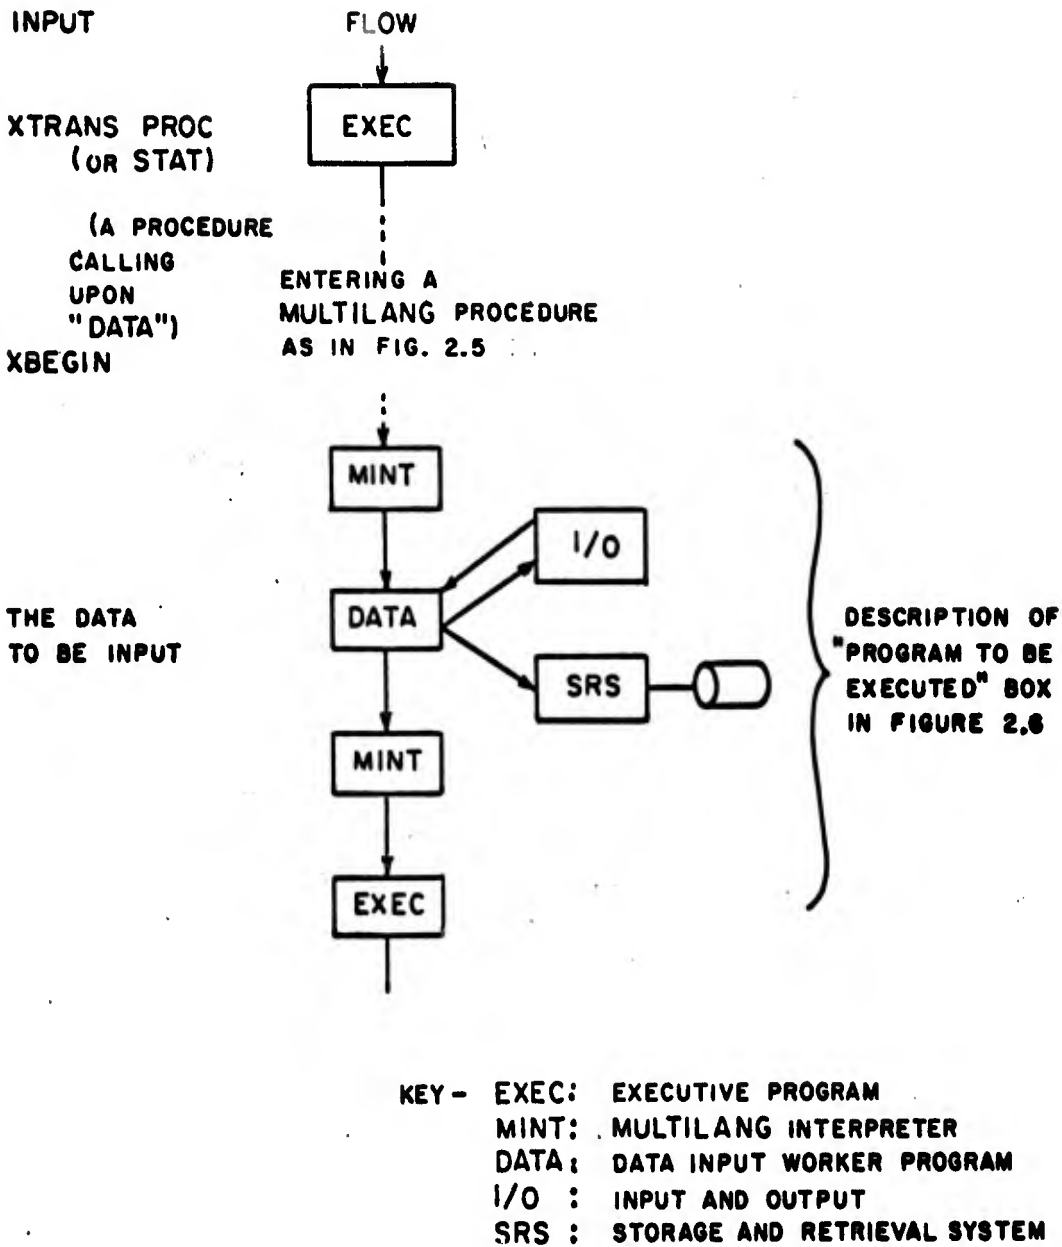 INPUT FLOW
EXEC
XTRANS PROC
(OR STAT)
(A PROCEDURE
CALLING
UPON
"DATA")
XBEGIN
ENTERING A
MULTILANG PROCEDURE
AS IN FIG. 2.5
MINT
I/O
DATA
THE DATA
TO BE INPUT
SRS
MINT
EXEC
DESCRIPTION OF
"PROGRAM TO BE
EXECUTED" BOX
IN FIGURE 2.6
KEY - EXEC: EXECUTIVE PROGRAM
MINT: MULTILANG INTERPRETER
DATA: DATA INPUT WORKER PROGRAM
I/O : INPUT AND OUTPUT
SRS : STORAGE AND RETRIEVAL SYSTEM